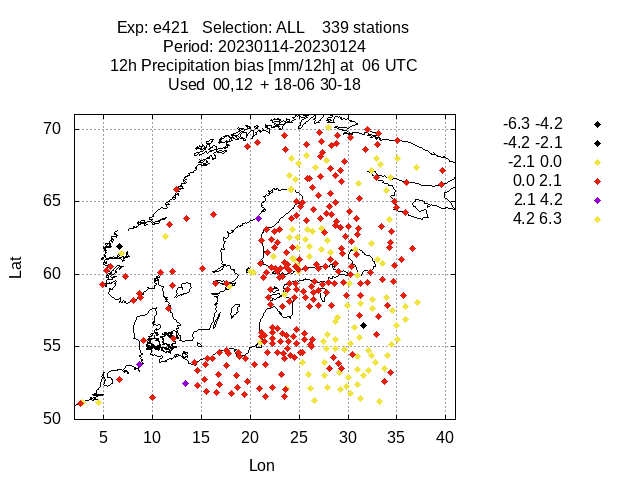 Exp: e421   Selection: ALL    339 stations
Period: 20230114-20230124
12h Precipitation bias [mm/12h] at  06 UTC
Used  00,12  + 18-06 30-18
-6.3 -4.2
-4.2 -2.1
-2.1 0.0
0.0 2.1
2.1 4.2
4.2 6.3
70
65
60
55
50
Lat
5 10 15 20 25 30 35 40
Lon